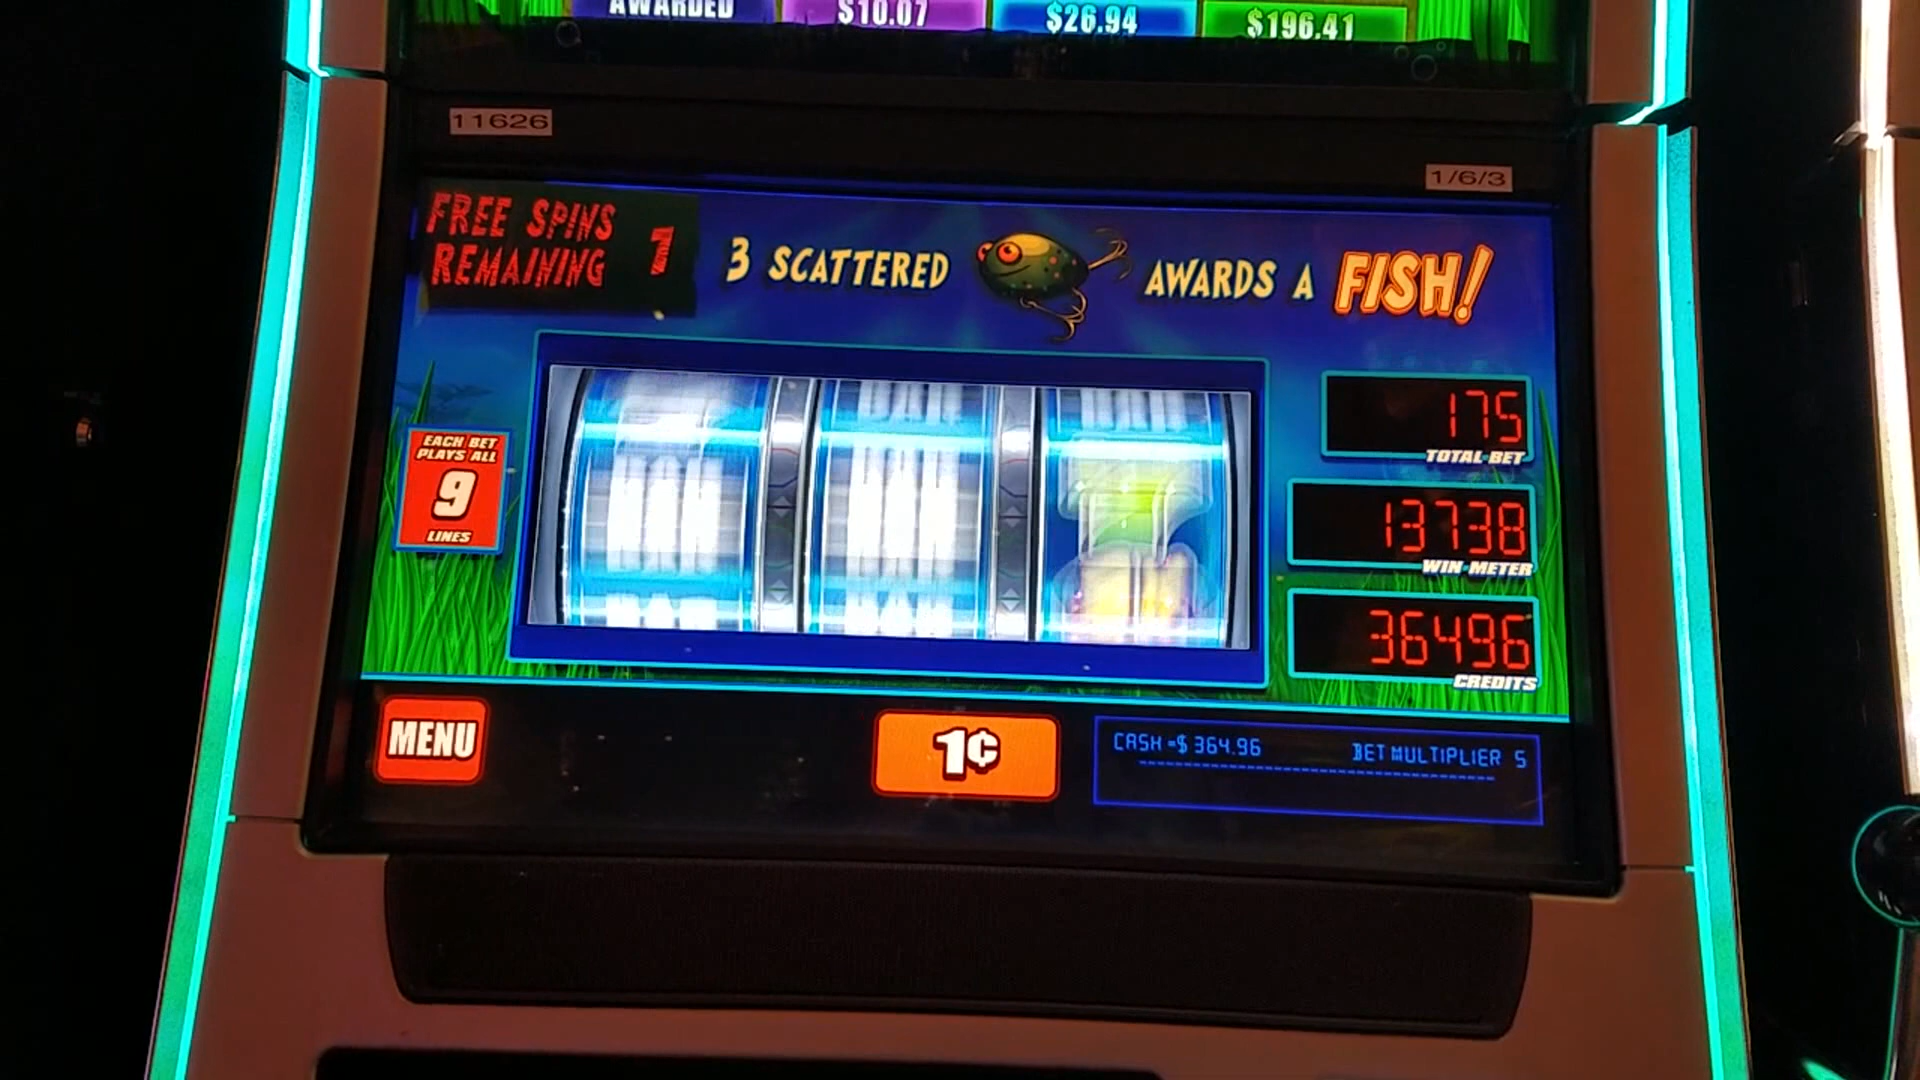 AWARDED $10.07 $26.94 $196.41
11626
1/6/3
FREE SPINS
REMAINING 1
3 SCATTERED AWARDS A FISH!
EACH BET
PLAYS ALL
9
LINES
175
TOTAL BET
13738
WIN METER
36496
CREDITS
MENU
1¢
CASH =$ 364.96 BET MULTIPLIER 5